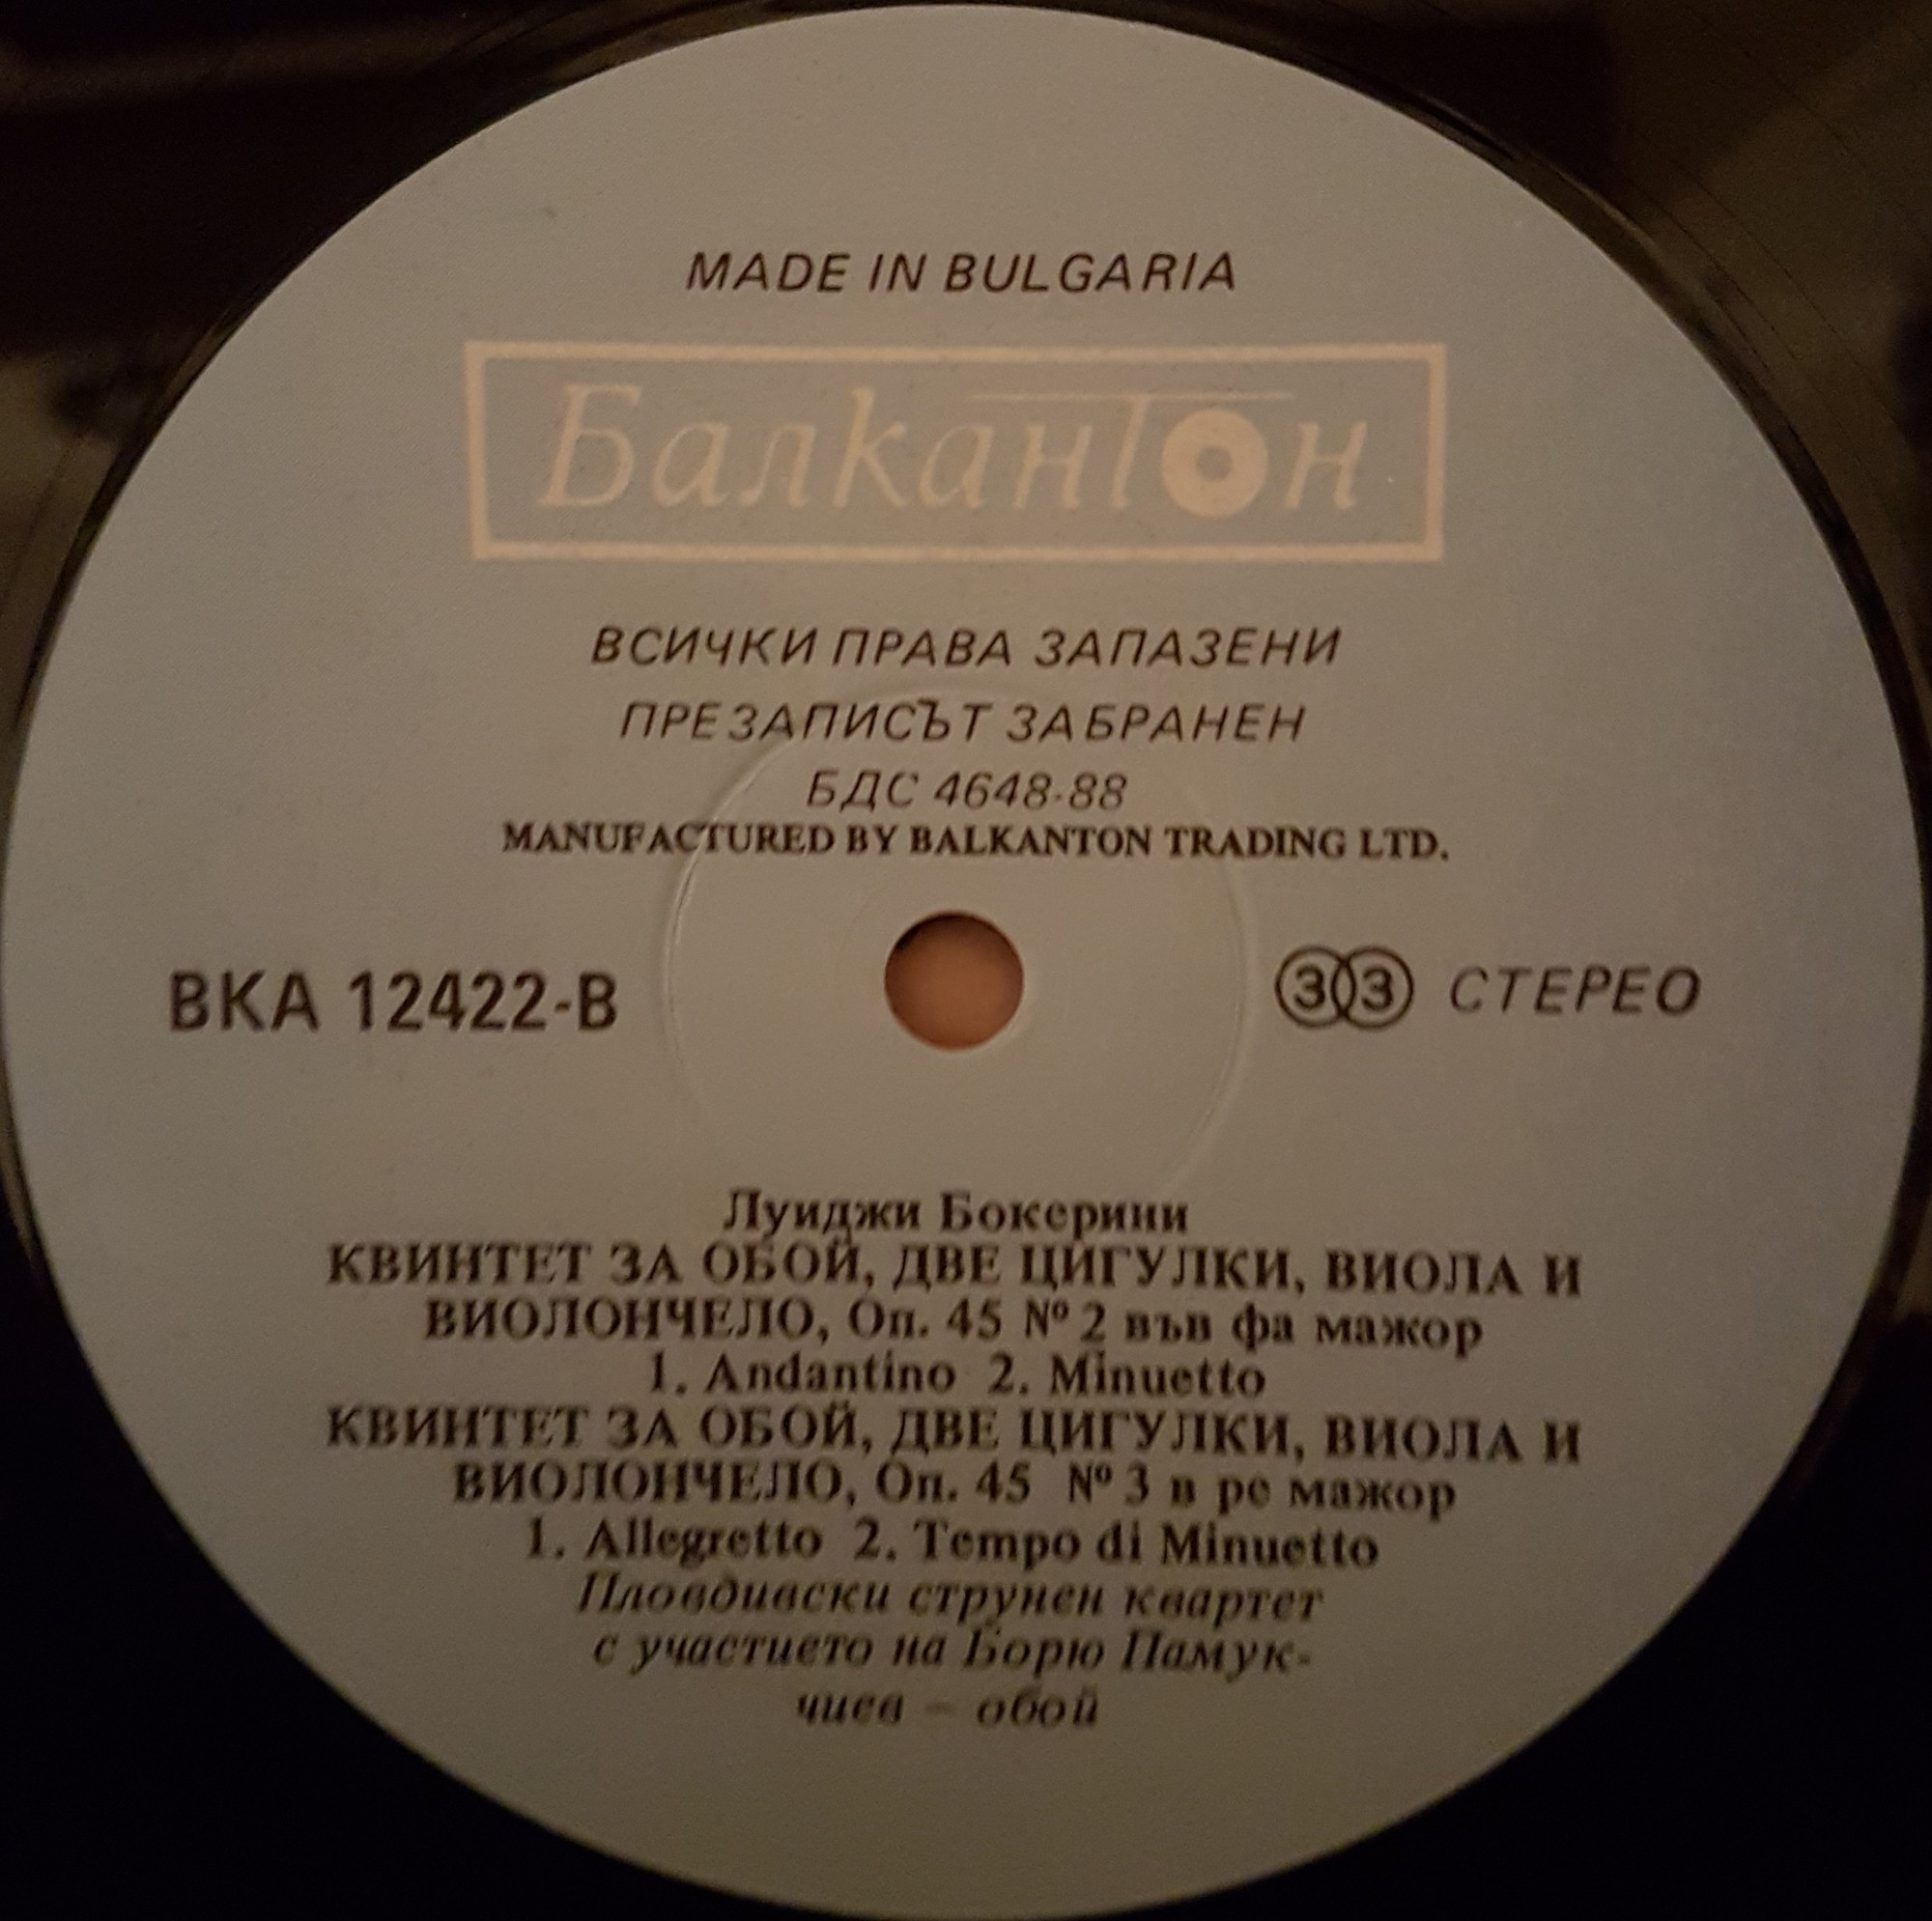 MADE IN BULGARIA
Балкантон
ВСИЧКИ ПРАВА ЗАПАЗЕНИ
ПРЕЗАПИСЪТ ЗАБРАНЕН
БДС 4648-88
MANUFACTURED BY BALKANTON TRADING LTD.
ВКА 12422-В
33 СТЕРЕО
Луиджи Бокерини
КВИНТЕТ ЗА ОБОЙ, ДВЕ ЦИГУЛКИ, ВИОЛА И
ВИОЛОНЧЕЛО, Оп. 45 № 2 във фа мажор
1. Andantino 2. Minuetto
КВИНТЕТ ЗА ОБОЙ, ДВЕ ЦИГУЛКИ, ВИОЛА И
ВИОЛОНЧЕЛО, Оп. 45 № 3 в ре мажор
1. Allegretto 2. Tempo di Minuetto
Пловдивски струнен квартет
с участието на Борю Памук-
чиев – обой